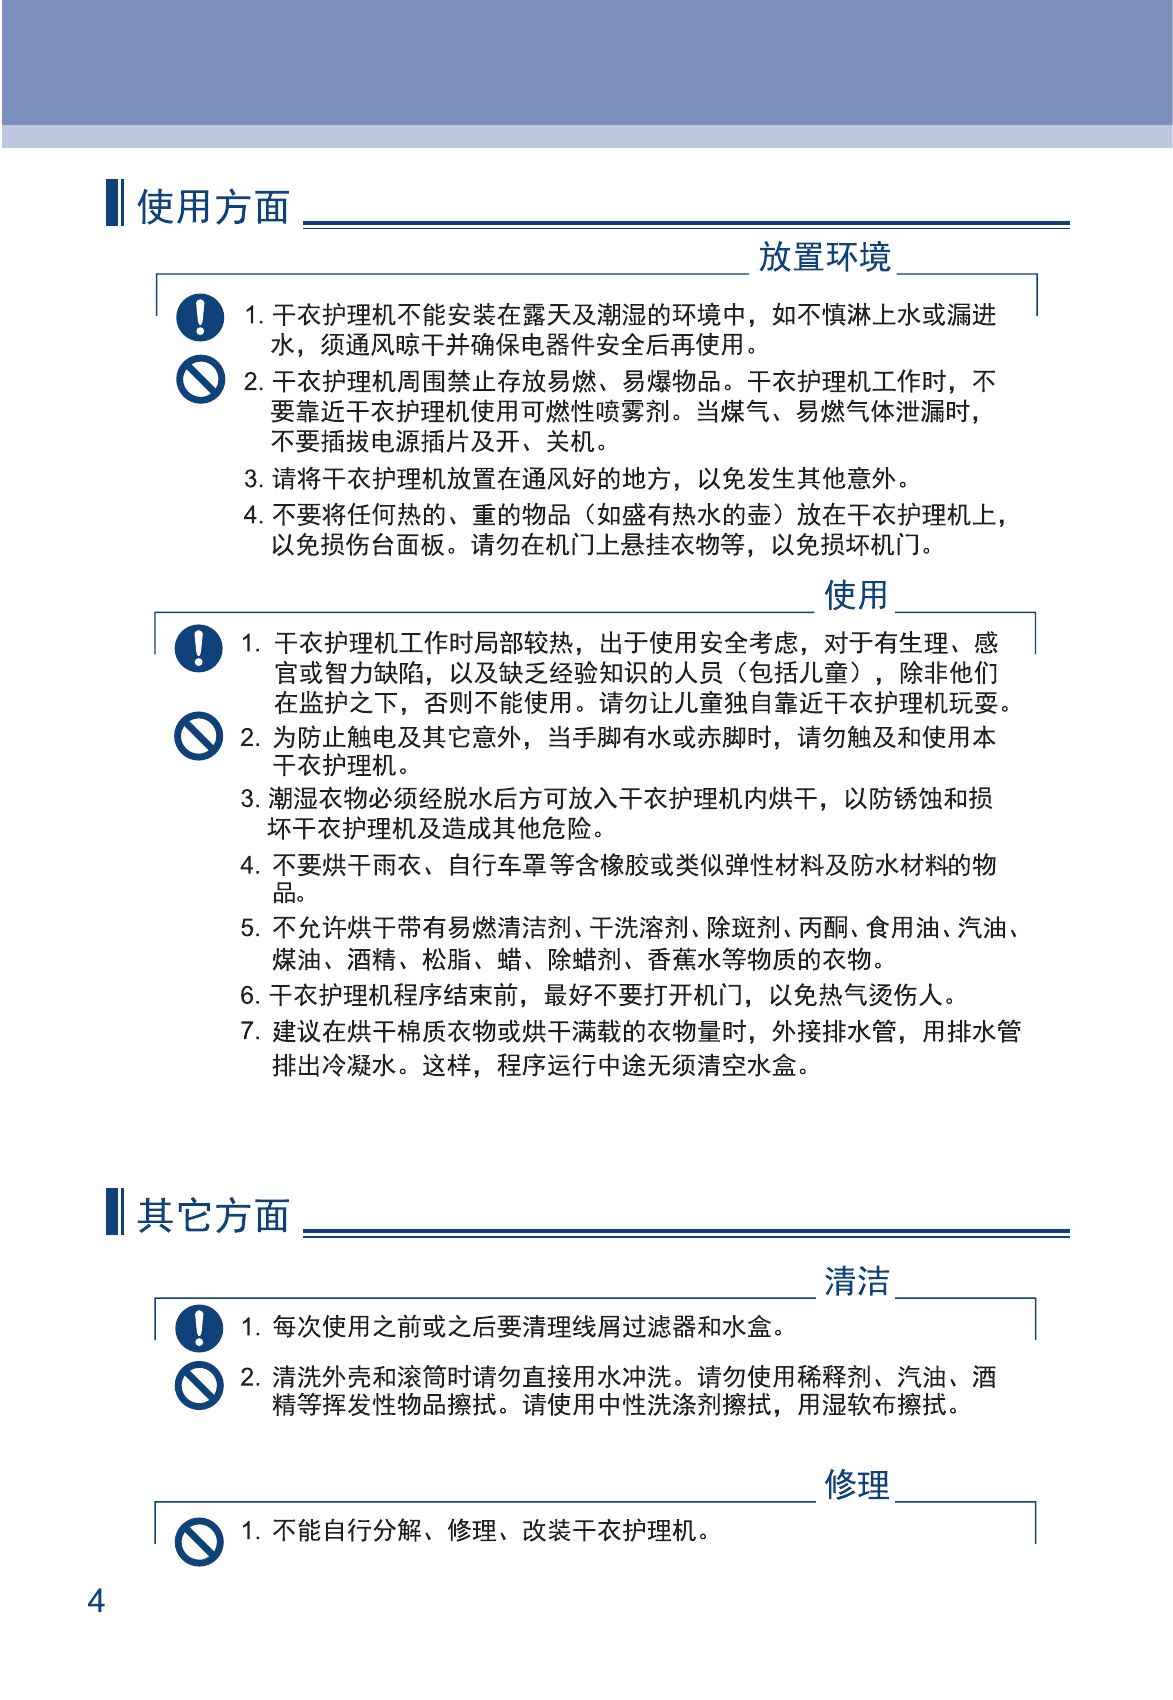 使用方面
放置环境
1. 干衣护理机不能安装在露天及潮湿的环境中，如不慎淋上水或漏进
水，须通风晾干并确保电器件安全后再使用。
2. 干衣护理机周围禁止存放易燃、易爆物品。干衣护理机工作时，不
要靠近干衣护理机使用可燃性喷雾剂。当煤气、易燃气体泄漏时，
不要插拔电源插片及开、关机。
3. 请将干衣护理机放置在通风好的地方，以免发生其他意外。
4. 不要将任何热的、重的物品（如盛有热水的壶）放在干衣护理机上，
以免损伤台面板。请勿在机门上悬挂衣物等，以免损坏机门。
使用
1. 干衣护理机工作时局部较热，出于使用安全考虑，对于有生理、感
官或智力缺陷，以及缺乏经验知识的人员（包括儿童），除非他们
在监护之下，否则不能使用。请勿让儿童独自靠近干衣护理机玩耍。
2. 为防止触电及其它意外，当手脚有水或赤脚时，请勿触及和使用本
干衣护理机。
3. 潮湿衣物必须经脱水后方可放入干衣护理机内烘干，以防锈蚀和损
坏干衣护理机及造成其他危险。
4. 不要烘干雨衣、自行车罩等含橡胶或类似弹性材料及防水材料的物
品。
5. 不允许烘干带有易燃清洁剂、干洗溶剂、除斑剂、丙酮、食用油、汽油、
煤油、酒精、松脂、蜡、除蜡剂、香蕉水等物质的衣物。
6. 干衣护理机程序结束前，最好不要打开机门，以免热气烫伤人。
7. 建议在烘干棉质衣物或烘干满载的衣物量时，外接排水管，用排水管
排出冷凝水。这样，程序运行中途无须清空水盒。
其它方面
清洁
1. 每次使用之前或之后要清理线屑过滤器和水盒。
2. 清洗外壳和滚筒时请勿直接用水冲洗。请勿使用稀释剂、汽油、酒
精等挥发性物品擦拭。请使用中性洗涤剂擦拭，用湿软布擦拭。
修理
1. 不能自行分解、修理、改装干衣护理机。
4